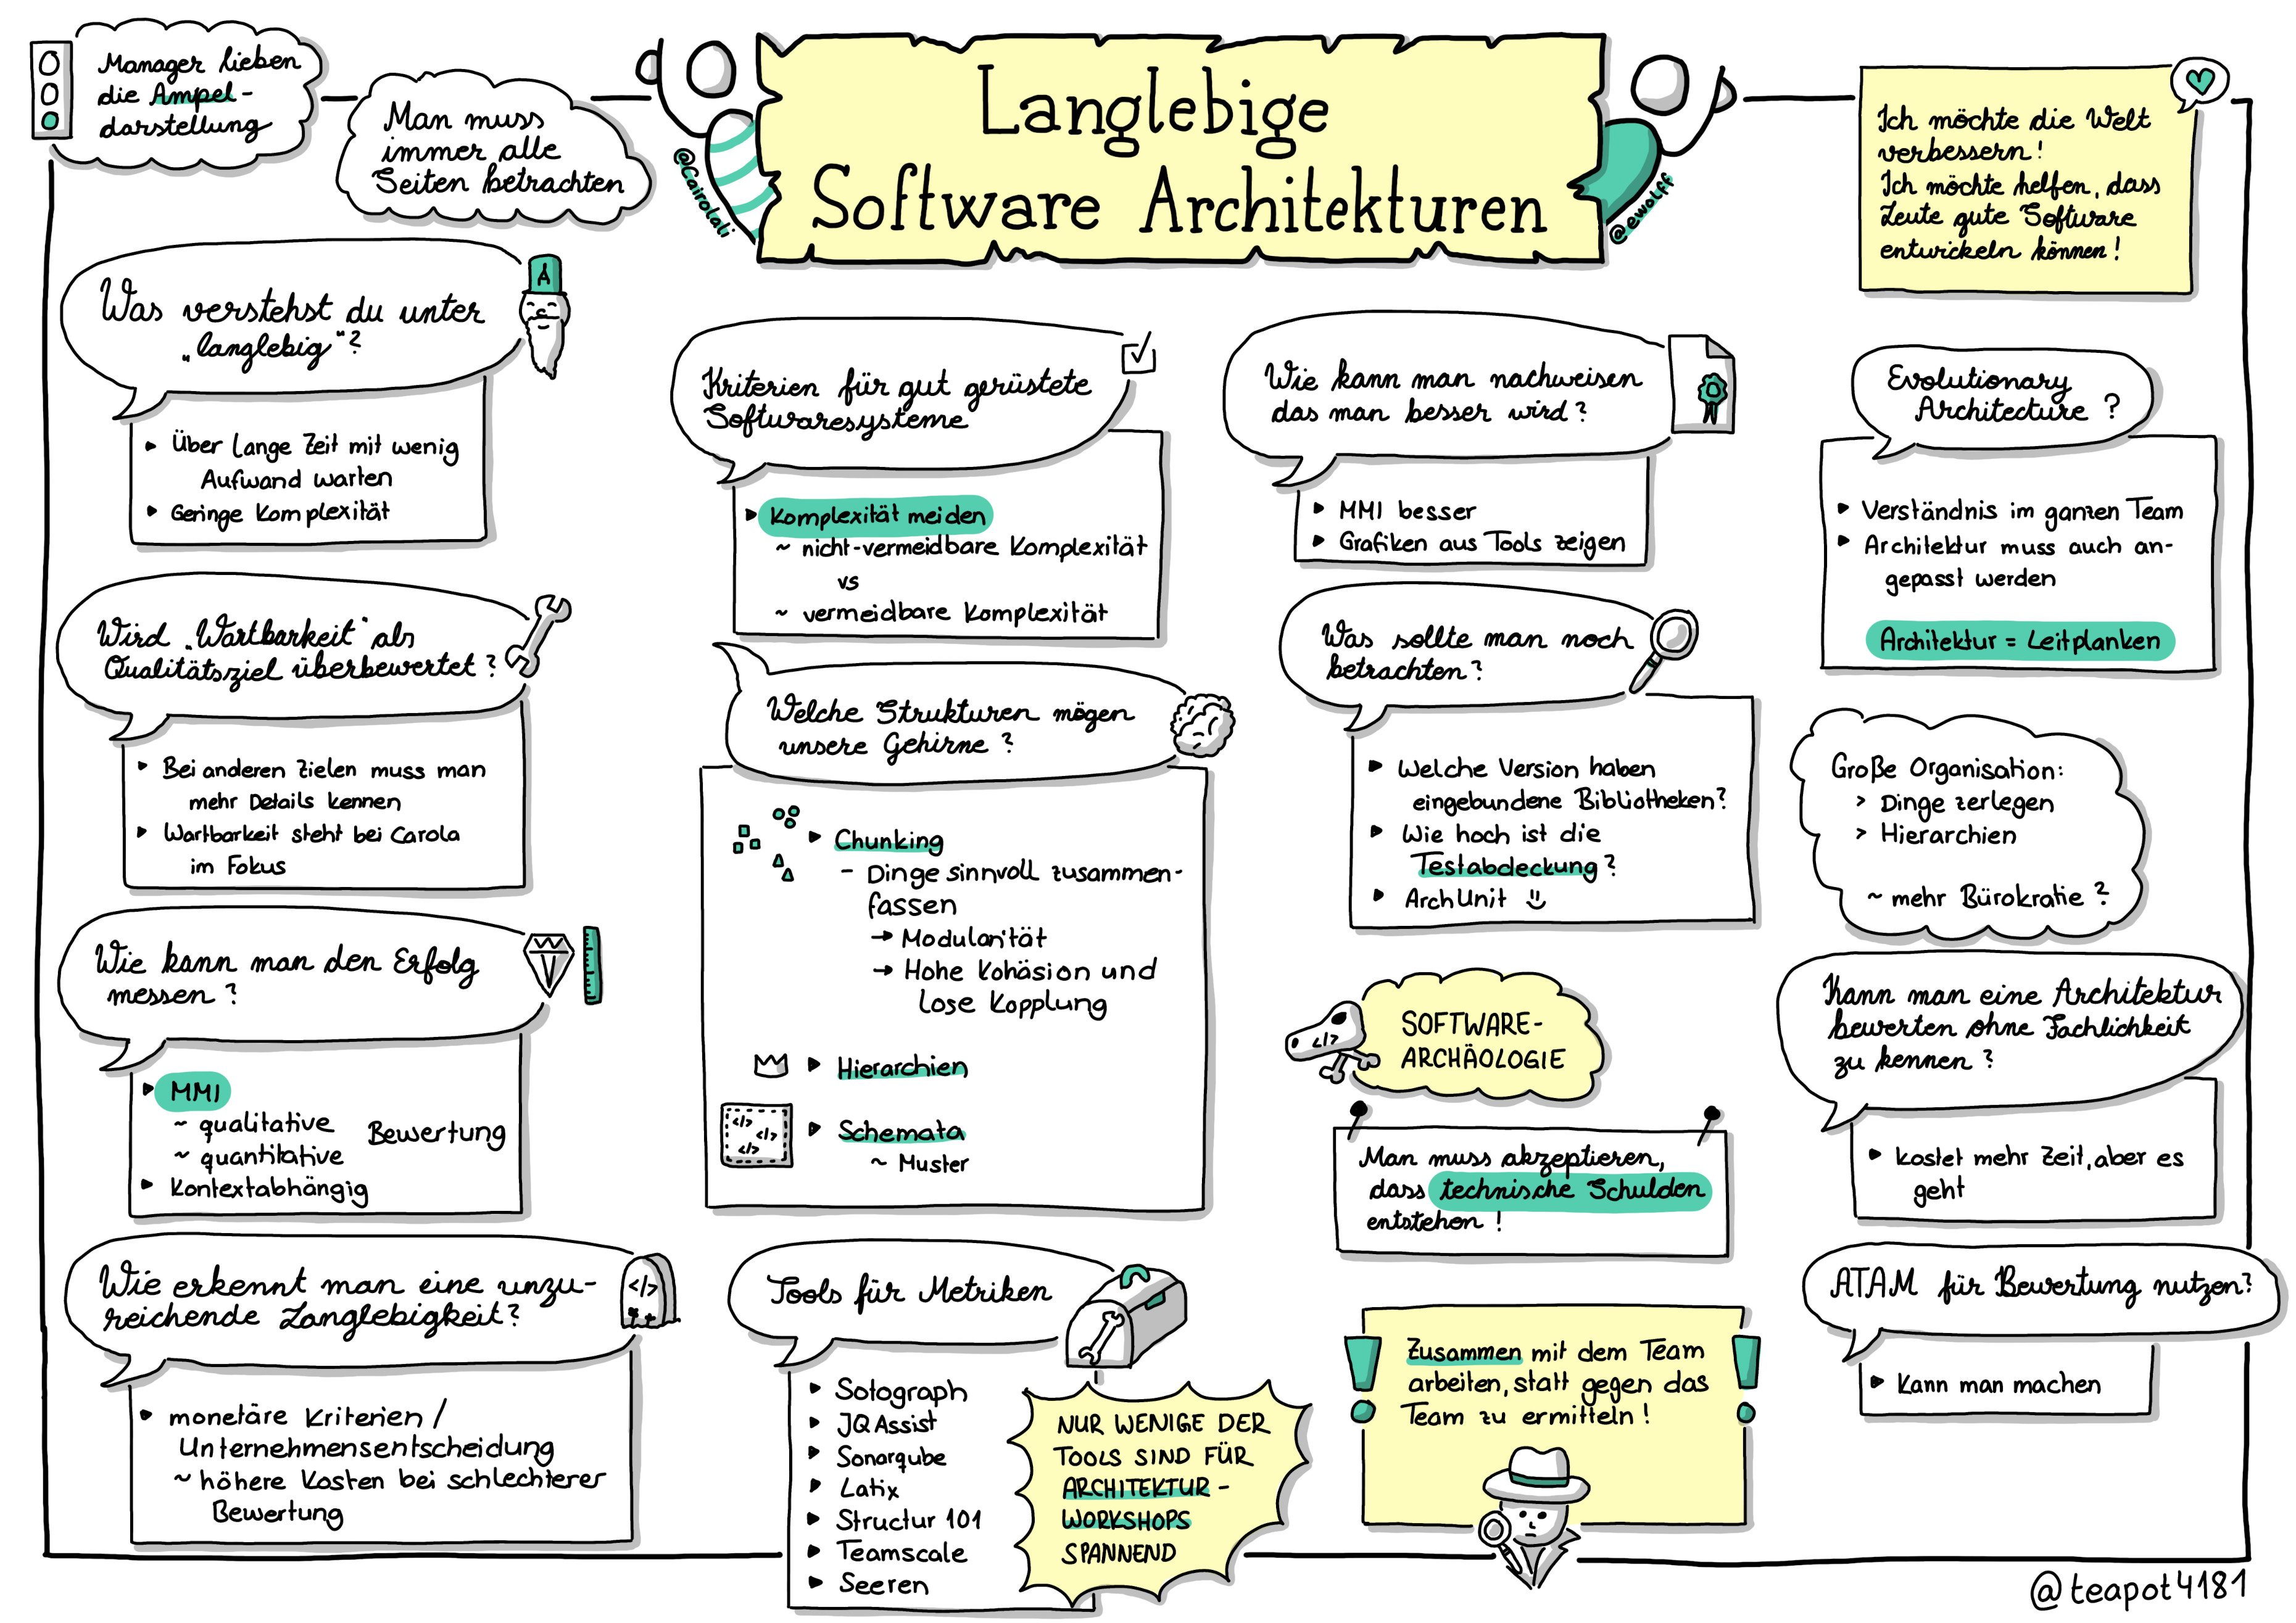 Manager lieben
die Ampel-
darstellung
Man muss
immer alle
Seiten betrachten
@Cairolali
Langlebige
Software Architekturen
@ewolff
Ich möchte die Welt
verbessern!
Ich möchte helfen, dass
Leute gute Software
entwickeln können!
Was verstehst du unter
„langlebig"?
A
Über lange Zeit mit wenig
Aufwand warten
Geringe Komplexität
Wird „Wartbarkeit" als
Qualitätsziel überbewertet?
Bei anderen Zielen muss man
mehr Details kennen
Wartbarkeit steht bei Carola
im Fokus
Wie kann man den Erfolg
messen?
MMI
~ qualitative
Bewertung
~ quantitative
Kontextabhängig
Wie erkennt man eine unzu-
reichende Langlebigkeit?
</>
monetäre Kriterien /
Unternehmensentscheidung
~ höhere Kosten bei schlechterer
Bewertung
Kriterien für gut gerüstete
Softwaresysteme
Komplexität meiden
~ nicht-vermeidbare Komplexität
vs
~ vermeidbare Komplexität
Welche Strukturen mögen
unsere Gehirne?
Chunking
- Dinge sinnvoll zusammen-
fassen
→ Modularität
→ Hohe Kohäsion und
lose Kopplung
Hierarchien
</>
</>
</>
Schemata
~ Muster
Tools für Metriken
Sotograph
JQAssist
Sonarqube
Latix
Structur 101
Teamscale
Seeren
NUR WENIGE DER
TOOLS SIND FÜR
ARCHITEKTUR-
WORKSHOPS
SPANNEND
Wie kann man nachweisen
das man besser wird?
MMI besser
Grafiken aus Tools zeigen
Was sollte man noch
betrachten?
Welche Version haben
eingebundene Bibliotheken?
Wie hoch ist die
Testabdeckung?
ArchUnit
</>
SOFTWARE-
ARCHÄOLOGIE
Man muss akzeptieren,
dass technische Schulden
entstehen!
Zusammen mit dem Team
arbeiten, statt gegen das
Team zu ermitteln!
Evolutionary
Architecture?
Verständnis im ganzen Team
Architektur muss auch an-
gepasst werden
Architektur = Leitplanken
Große Organisation:
> Dinge zerlegen
> Hierarchien
~ mehr Bürokratie?
Kann man eine Architektur
bewerten ohne Fachlichkeit
zu kennen?
Kostet mehr Zeit, aber es
geht
ATAM für Bewertung nutzen?
Kann man machen
@teapot4181